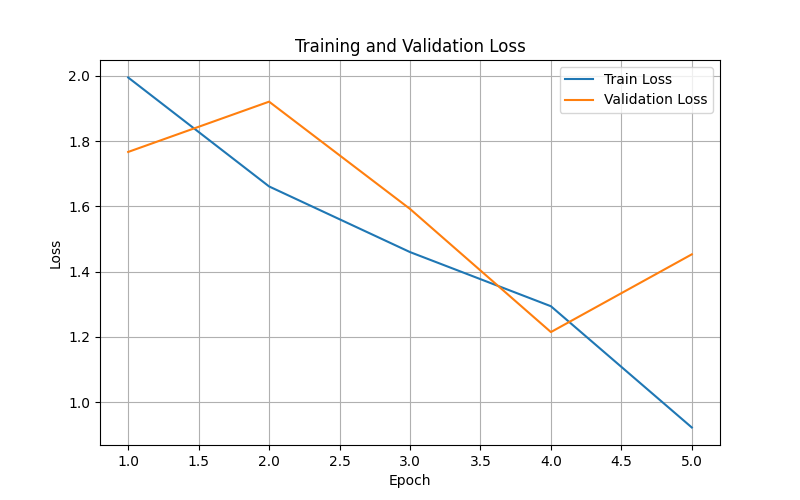 Training and Validation Loss
Train Loss
Validation Loss
2.0
1.8
1.6
1.4
1.2
1.0
Loss
1.0 1.5 2.0 2.5 3.0 3.5 4.0 4.5 5.0
Epoch